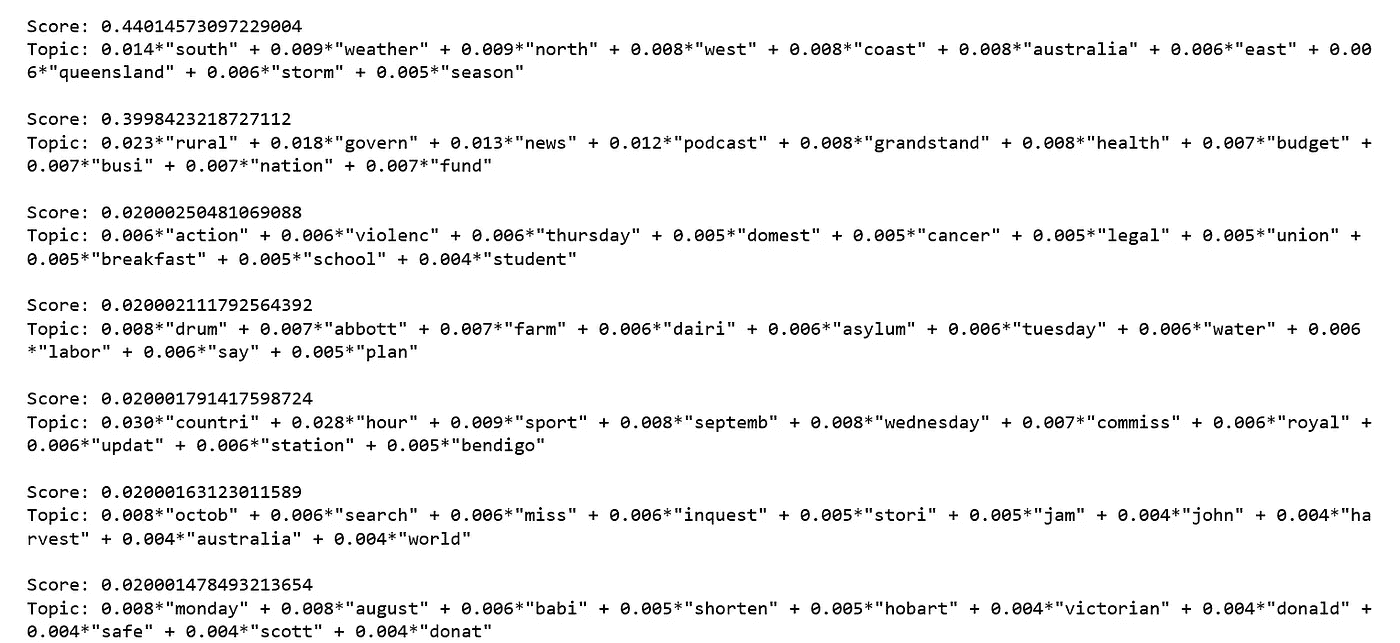 Score: 0.44014573097229004
Topic: 0.014*"south" + 0.009*"weather" + 0.009*"north" + 0.008*"west" + 0.008*"coast" + 0.008*"australia" + 0.006*"east" + 0.00
6*"queensland" + 0.006*"storm" + 0.005*"season"
Score: 0.3998423218727112
Topic: 0.023*"rural" + 0.018*"govern" + 0.013*"news" + 0.012*"podcast" + 0.008*"grandstand" + 0.008*"health" + 0.007*"budget" +
0.007*"busi" + 0.007*"nation" + 0.007*"fund"
Score: 0.02000250481069088
Topic: 0.006*"action" + 0.006*"violenc" + 0.006*"thursday" + 0.005*"domest" + 0.005*"cancer" + 0.005*"legal" + 0.005*"union" +
0.005*"breakfast" + 0.005*"school" + 0.004*"student"
Score: 0.020002111792564392
Topic: 0.008*"drum" + 0.007*"abbott" + 0.007*"farm" + 0.006*"dairi" + 0.006*"asylum" + 0.006*"tuesday" + 0.006*"water" + 0.006
*"labor" + 0.006*"say" + 0.005*"plan"
Score: 0.020001791417598724
Topic: 0.030*"countri" + 0.028*"hour" + 0.009*"sport" + 0.008*"septemb" + 0.008*"wednesday" + 0.007*"commiss" + 0.006*"royal" +
0.006*"updat" + 0.006*"station" + 0.005*"bendigo"
Score: 0.02000163123011589
Topic: 0.008*"octob" + 0.006*"search" + 0.006*"miss" + 0.006*"inquest" + 0.005*"stori" + 0.005*"jam" + 0.004*"john" + 0.004*"ha
rvest" + 0.004*"australia" + 0.004*"world"
Score: 0.020001478493213654
Topic: 0.008*"monday" + 0.008*"august" + 0.006*"babi" + 0.005*"shorten" + 0.005*"hobart" + 0.004*"victorian" + 0.004*"donald" +
0.004*"safe" + 0.004*"scott" + 0.004*"donat"